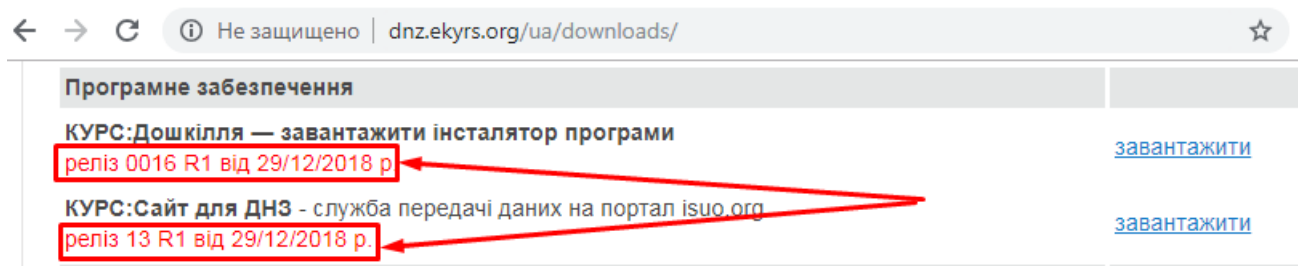 Не защищено | dnz.ekyrs.org/ua/downloads/
Програмне забезпечення
КУРС:Дошкілля — завантажити інсталятор програми
завантажити
реліз 0016 R1 від 29/12/2018 р
КУРС:Сайт для ДНЗ - служба передачі даних на портал isuo.org
завантажити
реліз 13 R1 від 29/12/2018 р.